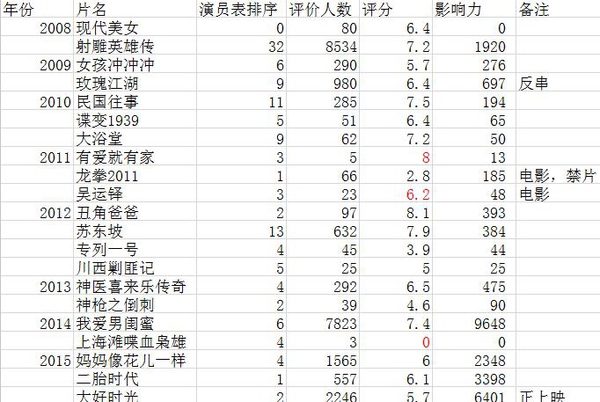 年份 片名 演员表排序 评价人数 评分 影响力 备注
2008 现代美女 0 80 6.4 0
射雕英雄传 32 8534 7.2 1920
2009 女孩冲冲冲 6 290 5.7 276
玫瑰江湖 9 980 6.4 697 反串
2010 民国往事 11 285 7.5 194
谍变1939 5 51 6.4 65
大浴堂 9 62 7.2 50
2011 有爱就有家 3 5 8 13
龙拳2011 1 66 2.8 185 电影，禁片
吴运铎 3 23 6.2 48 电影
2012 丑角爸爸 2 97 8.1 393
苏东坡 13 632 7.9 384
专列一号 4 45 3.9 44
川西剿匪记 5 25 5 25
2013 神医喜来乐传奇 4 292 6.5 475
神枪之倒刺 2 39 4.6 90
2014 我爱男闺蜜 6 7823 7.4 9648
上海滩喋血枭雄 4 3 0 0
2015 妈妈像花儿一样 4 1565 6 2348
二胎时代 1 557 6.1 3398
大好时光 2 2246 5.7 6401 正上映